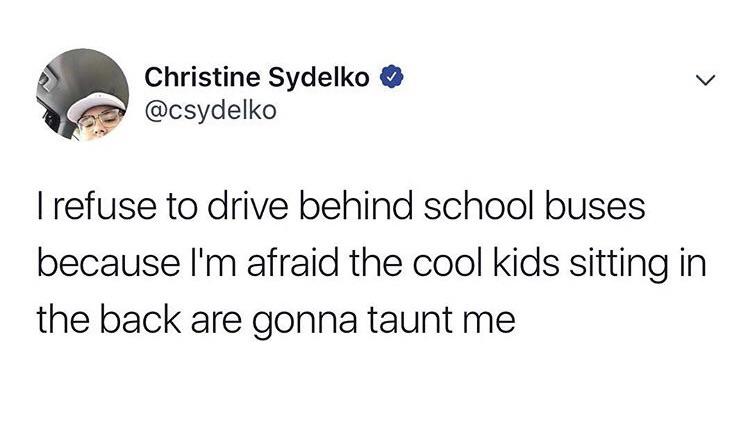 Christine Sydelko
@csydelko
I refuse to drive behind school buses
because I'm afraid the cool kids sitting in
the back are gonna taunt me